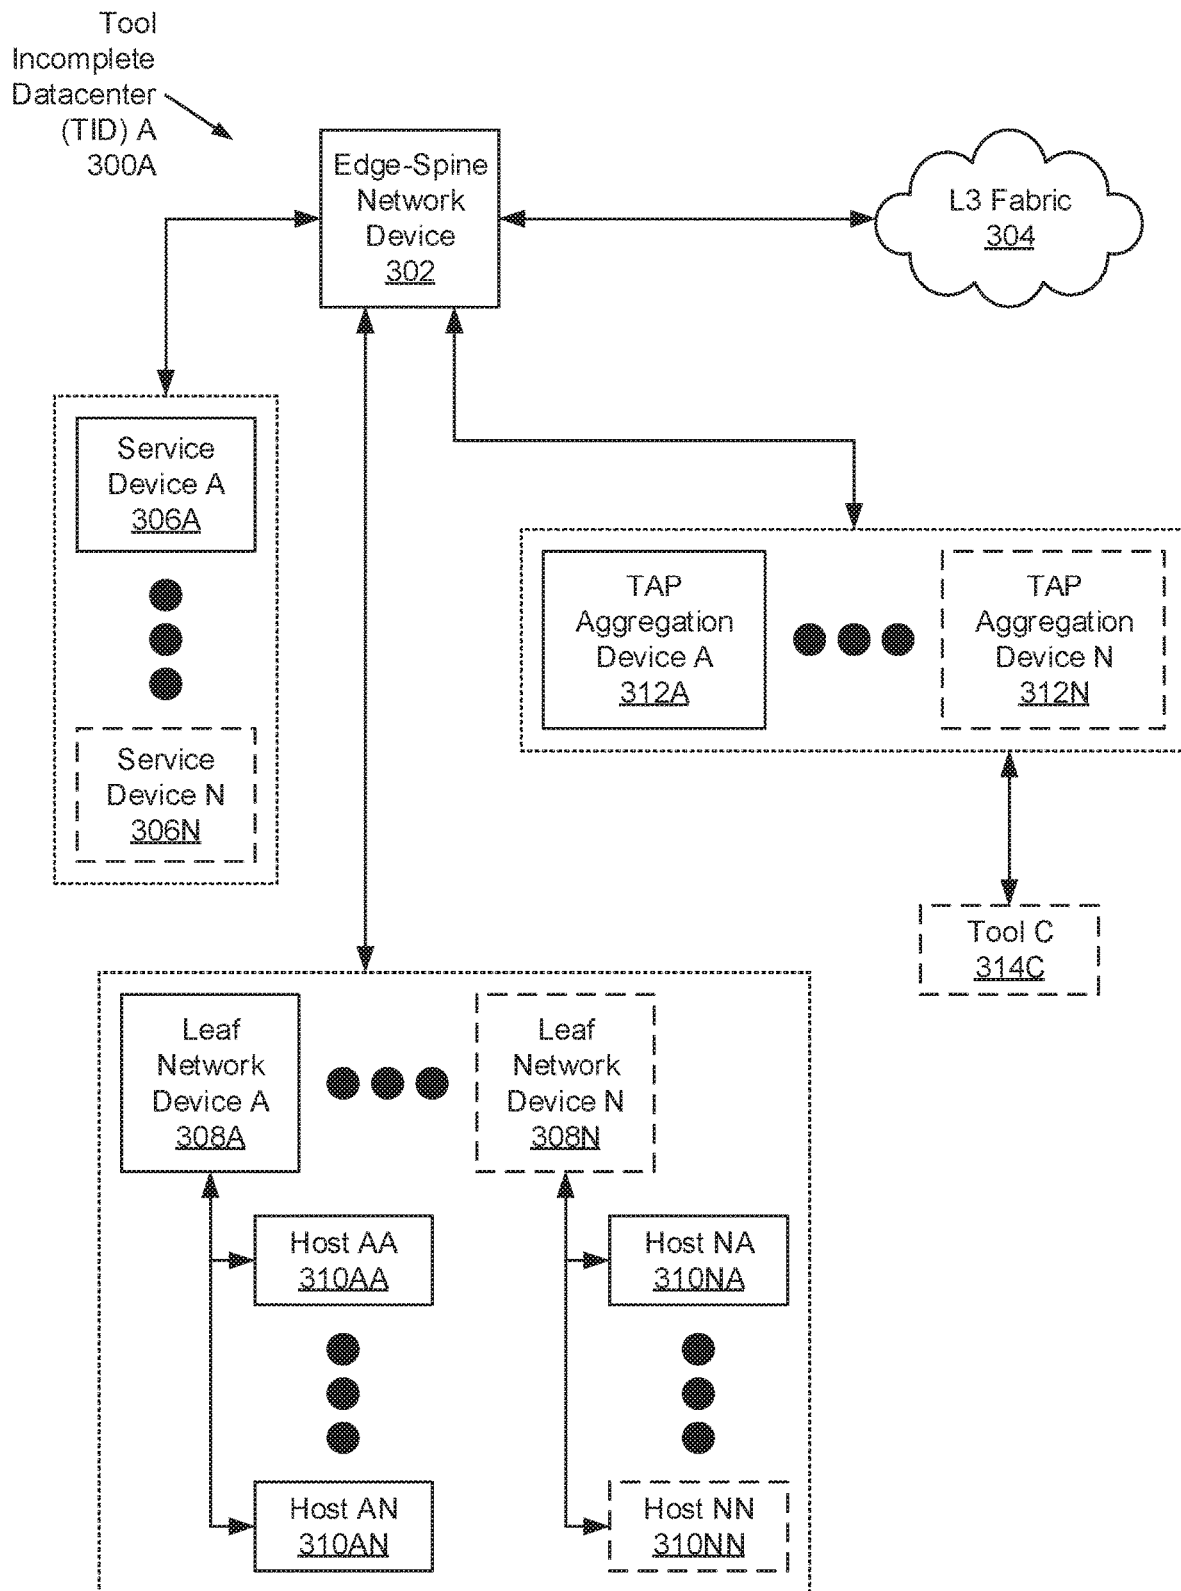 Tool
Incomplete
Datacenter
(TID) A
300A
Edge-Spine
Network
Device
302
L3 Fabric
304
Service
Device A
306A
TAP
Aggregation
Device A
312A
TAP
Aggregation
Device N
312N
Service
Device N
306N
Tool C
314C
Leaf
Network
Device A
308A
Leaf
Network
Device N
308N
Host AA
310AA
Host NA
310NA
Host AN
310AN
Host NN
310NN